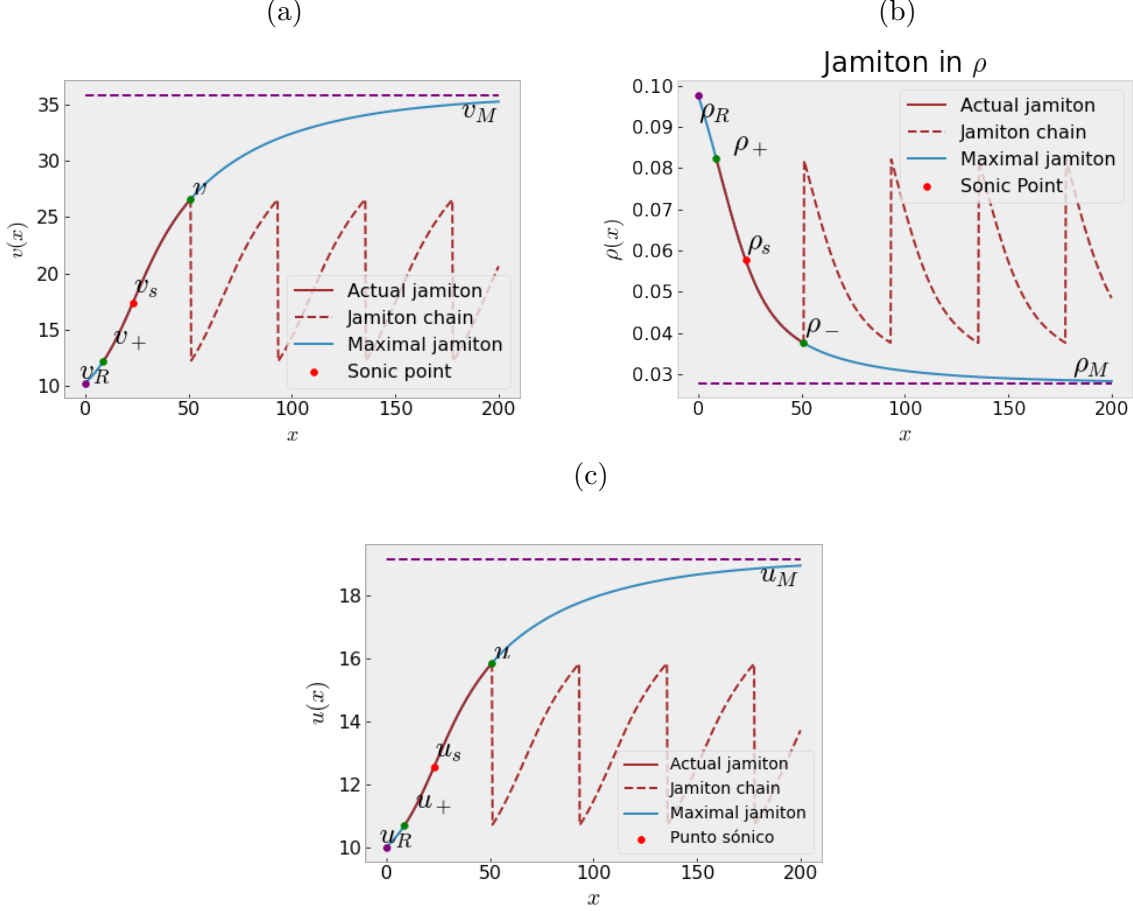 (a)
35
30
25
20
15
10
v(x)
v_M
v
v_s
v_+
v_R
Actual jamiton
Jamiton chain
Maximal jamiton
Sonic point
0 50 100 150 200
x
(b)
Jamiton in ρ
0.10
0.09
0.08
0.07
0.06
0.05
0.04
0.03
ρ(x)
ρ_R
ρ_+
ρ_s
ρ_−
ρ_M
Actual jamiton
Jamiton chain
Maximal jamiton
Sonic Point
0 50 100 150 200
x
(c)
18
16
14
12
10
u(x)
u_M
u
u_s
u_+
u_R
Actual jamiton
Jamiton chain
Maximal jamiton
Punto sónico
0 50 100 150 200
x